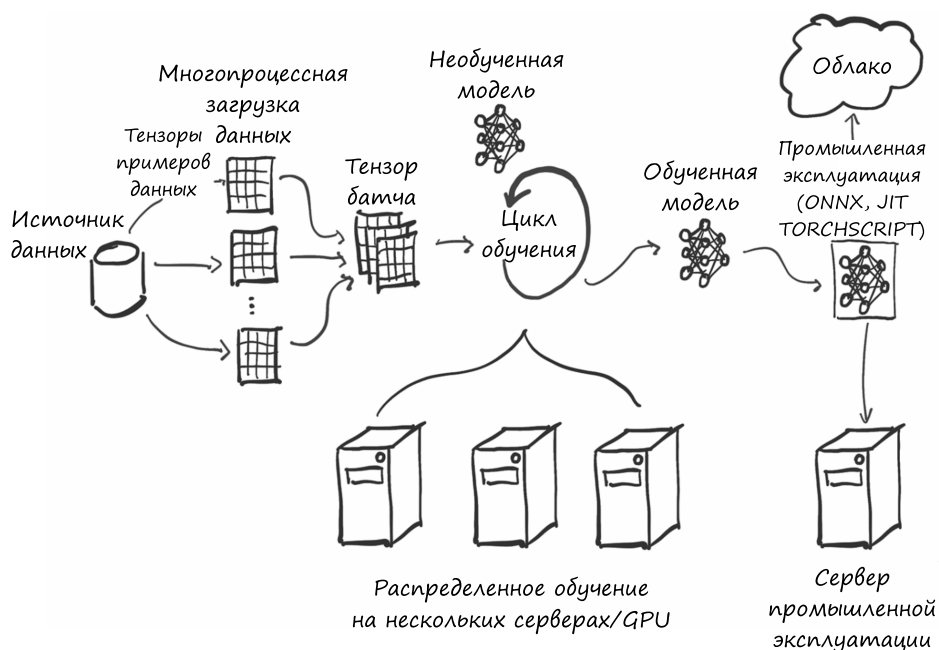 Многопроцессная
загрузка
данных
Тензоры
примеров
данных
Источник
данных
Тензор
батча
Необученная
модель
Цикл
обучения
Обученная
модель
Облако
Промышленная
эксплуатация
(ONNX, JIT
TORCHSCRIPT)
...
Распределенное обучение
на нескольких серверах/GPU
Сервер
промышленной
эксплуатации